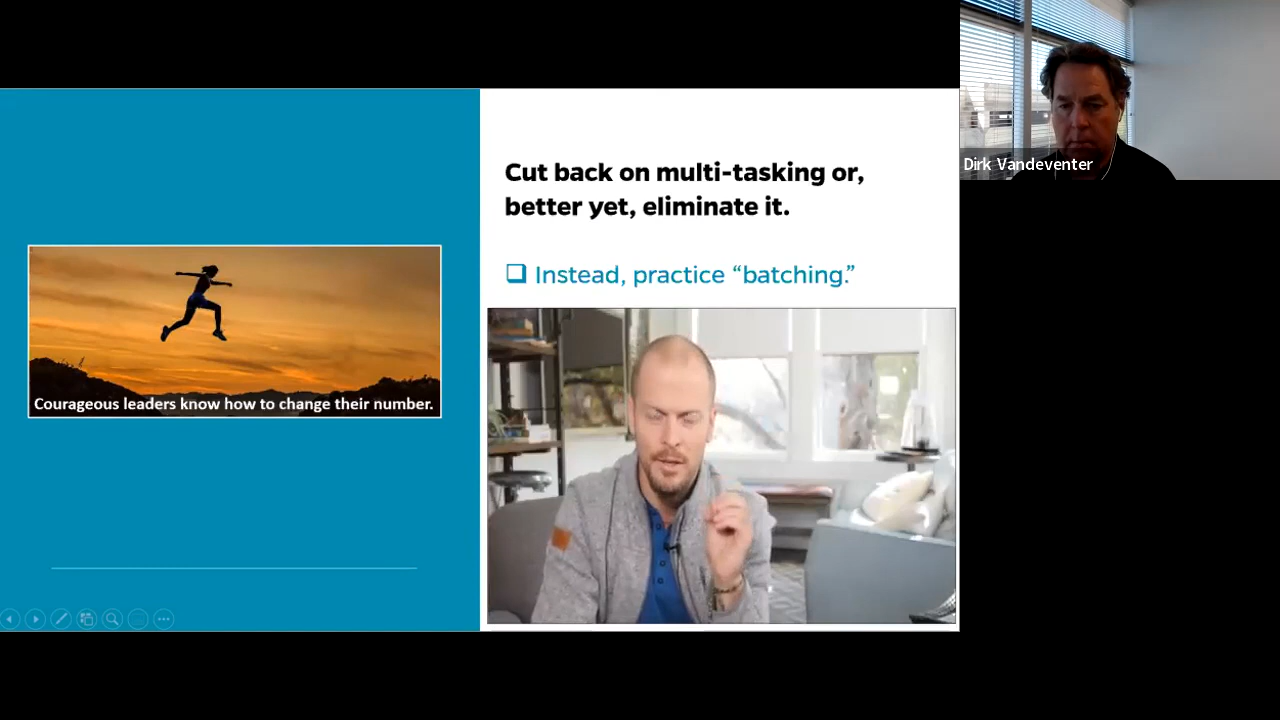 Courageous leaders know how to change their number.
Cut back on multi-tasking or,
better yet, eliminate it.
❑ Instead, practice “batching.”
Dirk Vandeventer